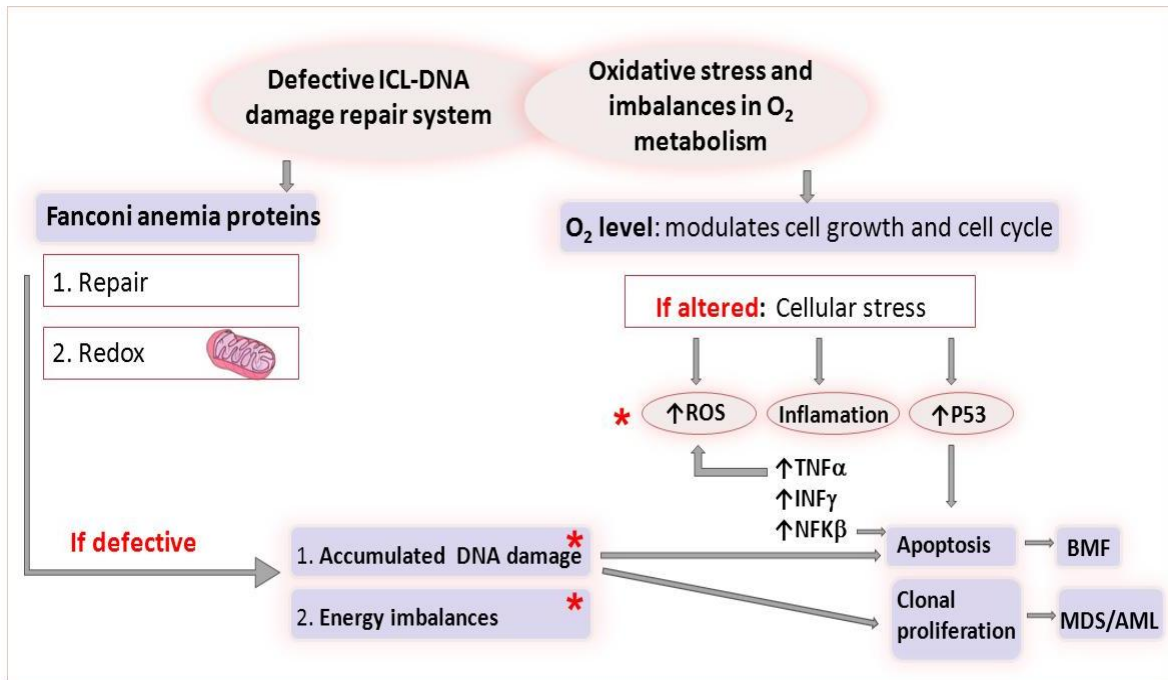 Defective ICL-DNA
damage repair system
Oxidative stress and
imbalances in O₂
metabolism
Fanconi anemia proteins
1. Repair
2. Redox
O₂ level: modulates cell growth and cell cycle
If altered: Cellular stress
* ↑ROS
Inflamation
↑P53
↑TNFα
↑INFγ
↑NFKβ
If defective
1. Accumulated DNA damage *
2. Energy imbalances *
Apoptosis
BMF
Clonal
proliferation
MDS/AML